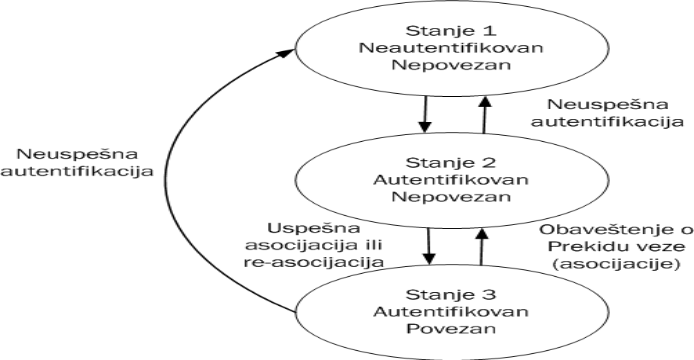 Stanje 1
Neautentifikovan
Nepovezan
Neuspešna
autentifikacija
Neuspešna
autentifikacija
Stanje 2
Autentifikovan
Nepovezan
Uspešna
asocijacija ili
re-asocijacija
Obaveštenje o
Prekidu veze
(asocijacije)
Stanje 3
Autentifikovan
Povezan